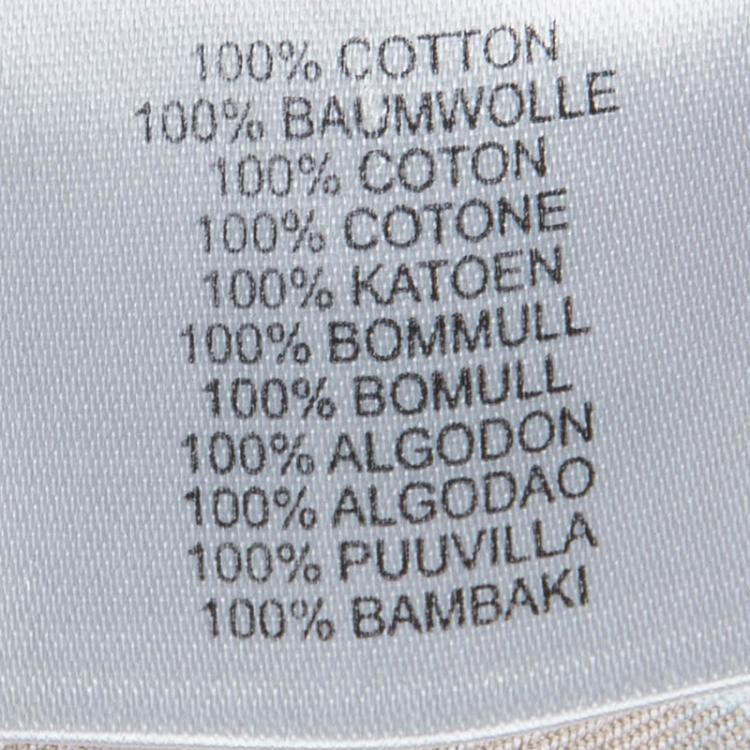 100% COTTON
100% BAUMWOLLE
100% COTON
100% COTONE
100% KATOEN
100% BOMMULL
100% BOMULL
100% ALGODON
100% ALGODAO
100% PUUVILLA
100% BAMBAKI